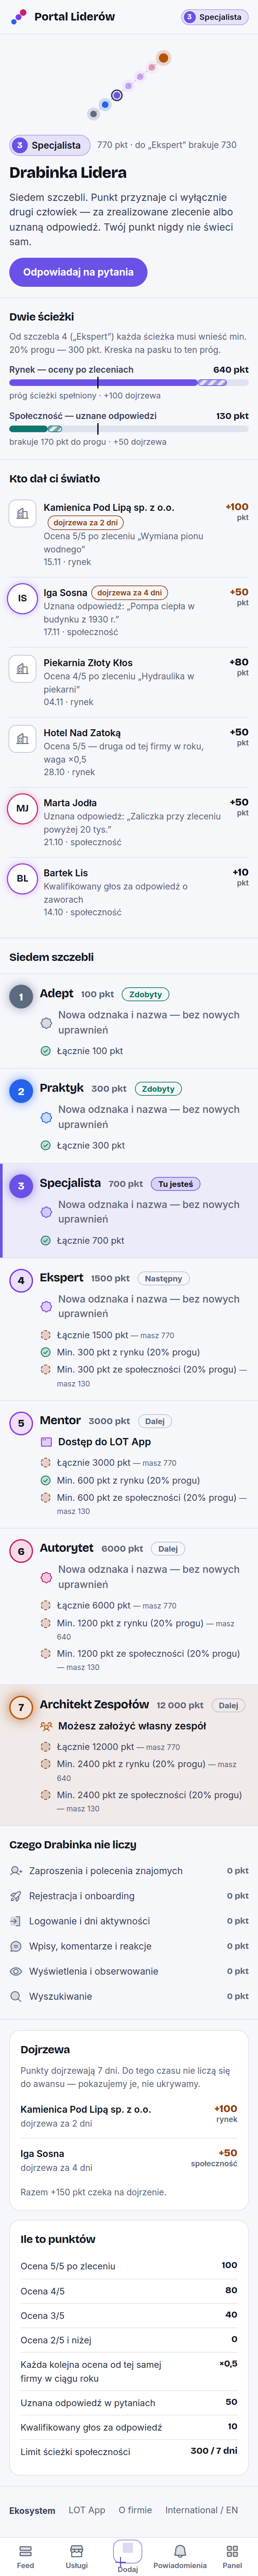 Portal Liderów
3 Specjalista
3 Specjalista
770 pkt · do „Ekspert” brakuje 730
Drabinka Lidera
Siedem szczebli. Punkt przyznaje ci wyłącznie
drugi człowiek — za zrealizowane zlecenie albo
uznaną odpowiedź. Twój punkt nigdy nie świeci
sam.
Odpowiadaj na pytania
Dwie ścieżki
Od szczebla 4 („Ekspert”) każda ścieżka musi wnieść min.
20% progu — 300 pkt. Kreska na pasku to ten próg.
Rynek — oceny po zleceniach 640 pkt
próg ścieżki spełniony · +100 dojrzewa
Społeczność — uznane odpowiedzi 130 pkt
brakuje 170 pkt do progu · +50 dojrzewa
Kto dał ci światło
Kamienica Pod Lipą sp. z o.o. +100
dojrzewa za 2 dni pkt
Ocena 5/5 po zleceniu „Wymiana pionu
wodnego”
15.11 · rynek
IS Iga Sosna dojrzewa za 4 dni +50
pkt
Uznana odpowiedź: „Pompa ciepła w
budynku z 1930 r.”
17.11 · społeczność
Piekarnia Złoty Kłos +80
pkt
Ocena 4/5 po zleceniu „Hydraulika w
piekarni”
04.11 · rynek
Hotel Nad Zatoką +50
pkt
Ocena 5/5 — druga od tej firmy w roku,
waga ×0,5
28.10 · rynek
MJ Marta Jodła +50
pkt
Uznana odpowiedź: „Zaliczka przy zleceniu
powyżej 20 tys.”
21.10 · społeczność
BL Bartek Lis +10
pkt
Kwalifikowany głos za odpowiedź o
zaworach
14.10 · społeczność
Siedem szczebli
1 Adept 100 pkt Zdobyty
Nowa odznaka i nazwa — bez nowych
uprawnień
Łącznie 100 pkt
2 Praktyk 300 pkt Zdobyty
Nowa odznaka i nazwa — bez nowych
uprawnień
Łącznie 300 pkt
3 Specjalista 700 pkt Tu jesteś
Nowa odznaka i nazwa — bez nowych
uprawnień
Łącznie 700 pkt
4 Ekspert 1500 pkt Następny
Nowa odznaka i nazwa — bez nowych
uprawnień
Łącznie 1500 pkt — masz 770
Min. 300 pkt z rynku (20% progu)
Min. 300 pkt ze społeczności (20% progu) —
masz 130
5 Mentor 3000 pkt Dalej
Dostęp do LOT App
Łącznie 3000 pkt — masz 770
Min. 600 pkt z rynku (20% progu)
Min. 600 pkt ze społeczności (20% progu) —
masz 130
6 Autorytet 6000 pkt Dalej
Nowa odznaka i nazwa — bez nowych
uprawnień
Łącznie 6000 pkt — masz 770
Min. 1200 pkt z rynku (20% progu) — masz
640
Min. 1200 pkt ze społeczności (20% progu)
— masz 130
7 Architekt Zespołów 12 000 pkt Dalej
Możesz założyć własny zespół
Łącznie 12000 pkt — masz 770
Min. 2400 pkt z rynku (20% progu) — masz
640
Min. 2400 pkt ze społeczności (20% progu)
— masz 130
Czego Drabinka nie liczy
Zaproszenia i polecenia znajomych 0 pkt
Rejestracja i onboarding 0 pkt
Logowanie i dni aktywności 0 pkt
Wpisy, komentarze i reakcje 0 pkt
Wyświetlenia i obserwowanie 0 pkt
Wyszukiwanie 0 pkt
Dojrzewa
Punkty dojrzewają 7 dni. Do tego czasu nie liczą się
do awansu — pokazujemy je, nie ukrywamy.
Kamienica Pod Lipą sp. z o.o. +100
dojrzewa za 2 dni rynek
Iga Sosna +50
dojrzewa za 4 dni społeczność
Razem +150 pkt czeka na dojrzenie.
Ile to punktów
Ocena 5/5 po zleceniu 100
Ocena 4/5 80
Ocena 3/5 40
Ocena 2/5 i niżej 0
Każda kolejna ocena od tej samej ×0,5
firmy w ciągu roku
Uznana odpowiedź w pytaniach 50
Kwalifikowany głos za odpowiedź 10
Limit ścieżki społeczności 300 / 7 dni
Ekosystem LOT App O firmie International / EN
Feed Usługi Dodaj Powiadomienia Panel